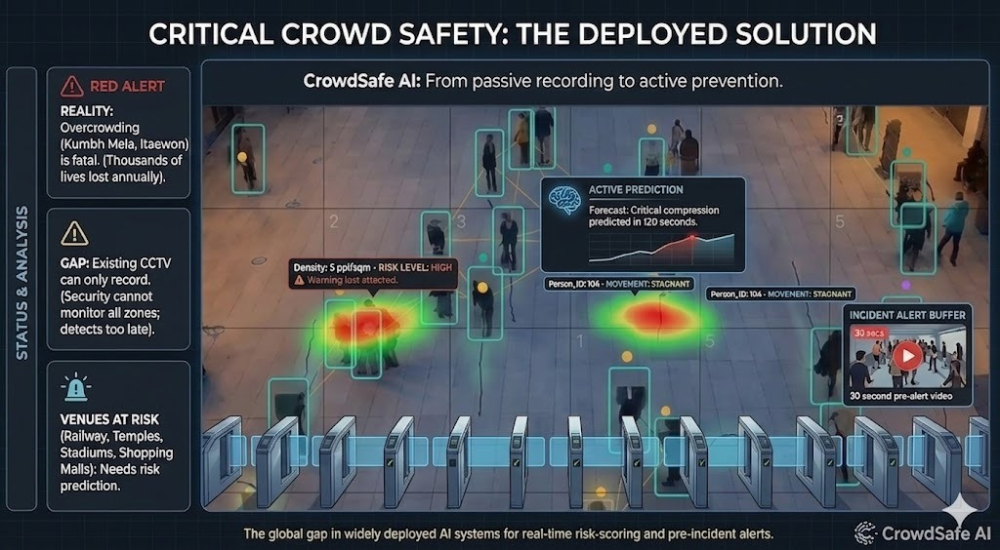 CRITICAL CROWD SAFETY: THE DEPLOYED SOLUTION
STATUS & ANALYSIS
RED ALERT
REALITY:
Overcrowding
(Kumbh Mela, Itaewon)
is fatal. (Thousands of
lives lost annually).
GAP: Existing CCTV
can only record.
(Security cannot
monitor all zones;
detects too late).
VENUES AT RISK
(Railway, Temples,
Stadiums, Shopping
Malls): Needs risk
prediction.
CrowdSafe AI: From passive recording to active prevention.
2
3
5
ACTIVE PREDICTION
Forecast: Critical compression
predicted in 120 seconds.
Density: 5 pplfsqm · RISK LEVEL: HIGH
Warning lost attected.
Person_ID: 104 · MOVEMENT: STAGNANT
Person_ID: 104 · MOVEMENT: STAGNANT
1
5
INCIDENT ALERT BUFFER
30 secs
30 second pre-alert video
The global gap in widely deployed AI systems for real-time risk-scoring and pre-incident alerts.
CrowdSafe AI